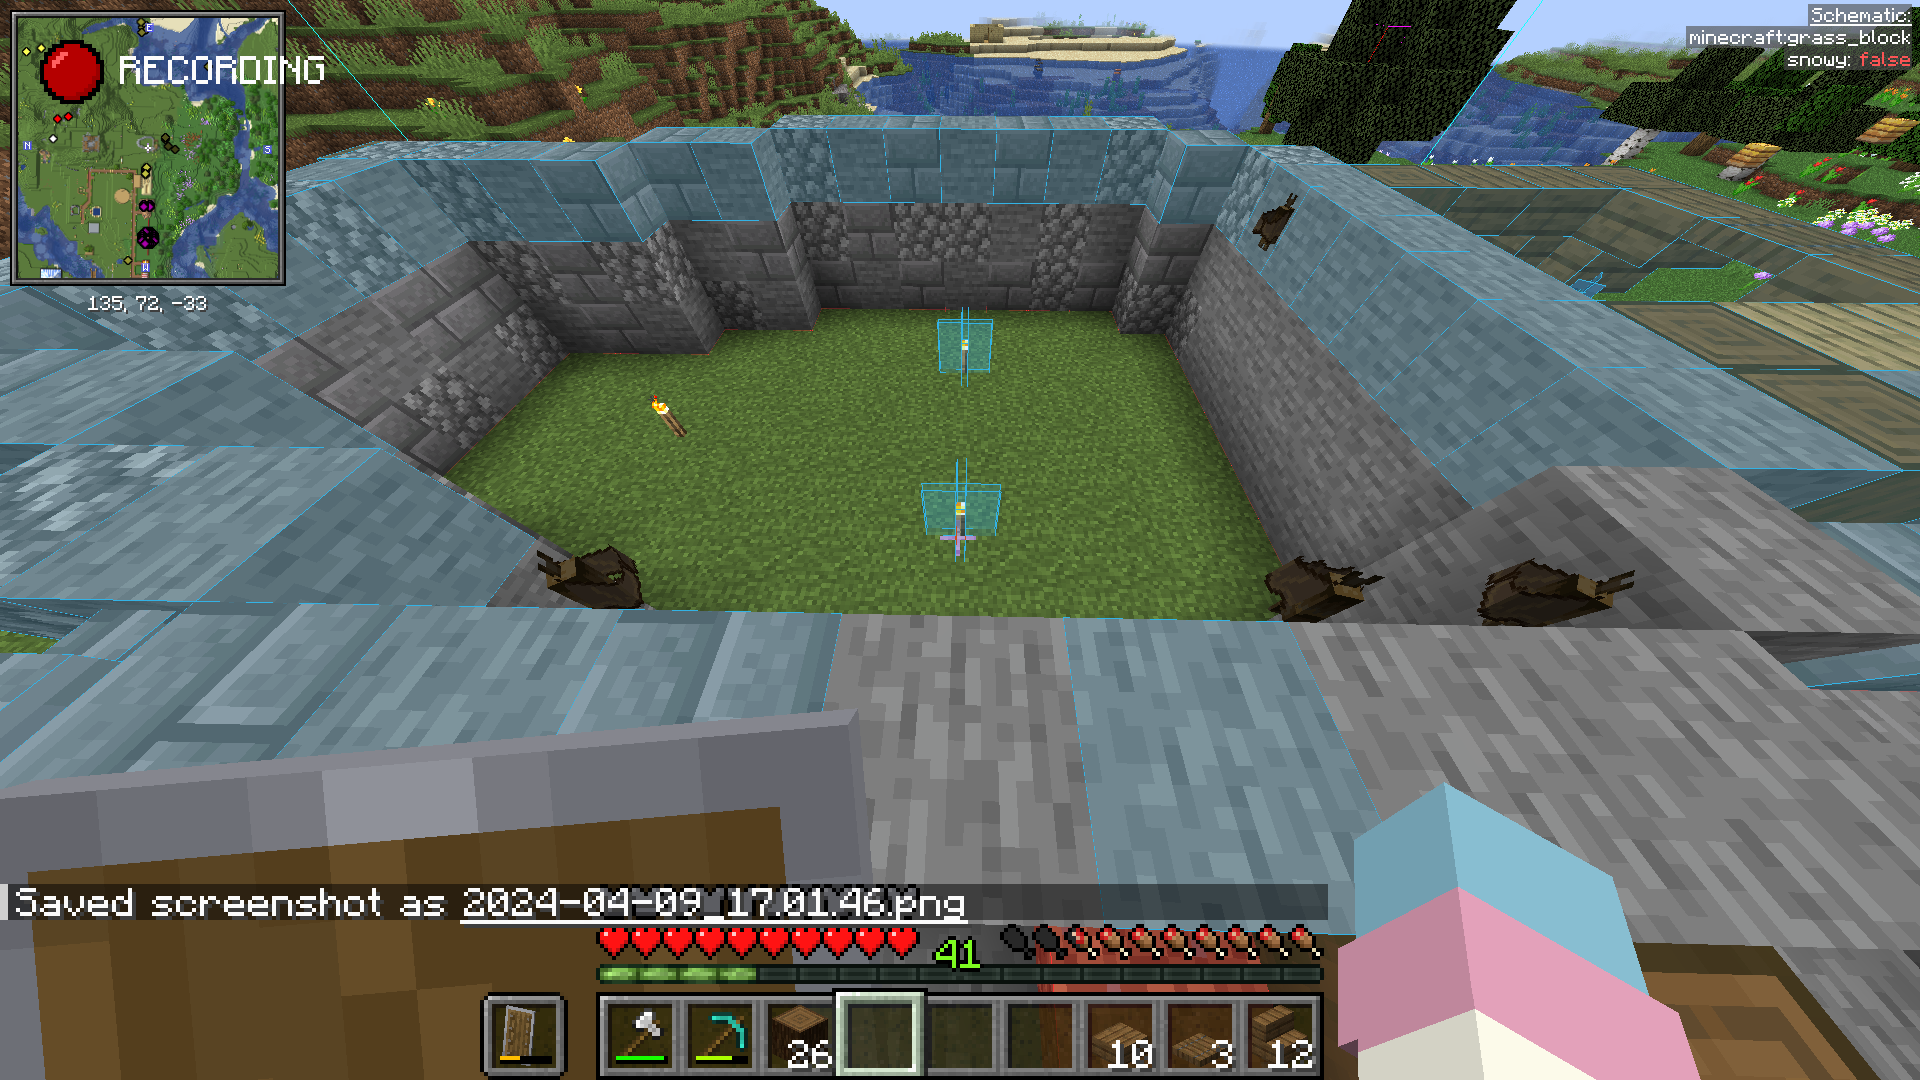 RECORDING
E
N
S
W
135, 72, -33
Schematic:
minecraft:grass_block
snowy: false
Saved screenshot as 2024-04-09_17.01.46.png
41
26
10
3
12